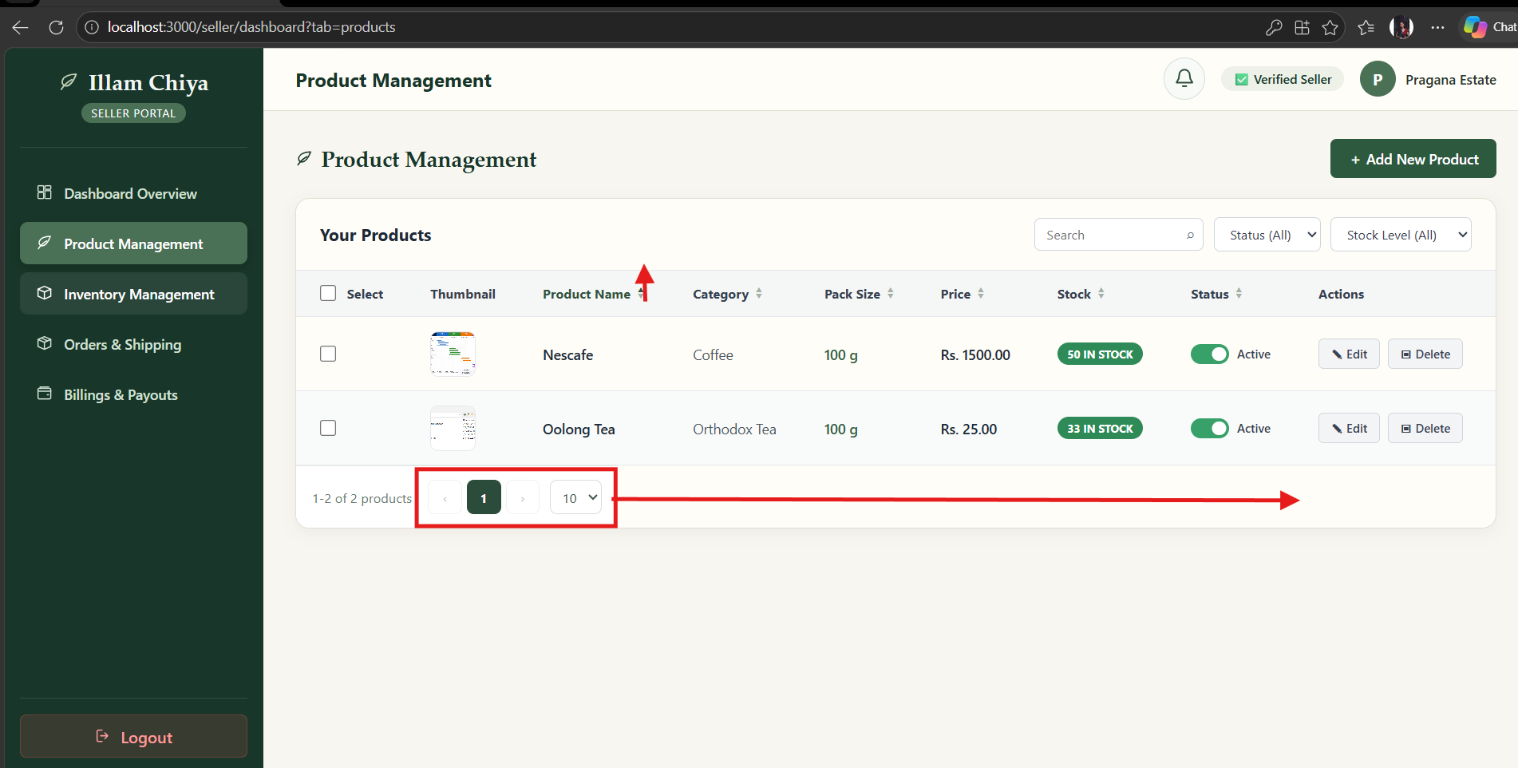 localhost:3000/seller/dashboard?tab=products
Chat
Illam Chiya
SELLER PORTAL
Dashboard Overview
Product Management
Inventory Management
Orders & Shipping
Billings & Payouts
Logout
Product Management
Verified Seller
P
Pragana Estate
Product Management
+ Add New Product
Your Products
Search
Status (All)
Stock Level (All)
Select Thumbnail Product Name Category Pack Size Price Stock Status Actions
Nescafe Coffee 100 g Rs. 1500.00 50 IN STOCK Active Edit Delete
Oolong Tea Orthodox Tea 100 g Rs. 25.00 33 IN STOCK Active Edit Delete
1-2 of 2 products ‹ 1 › 10